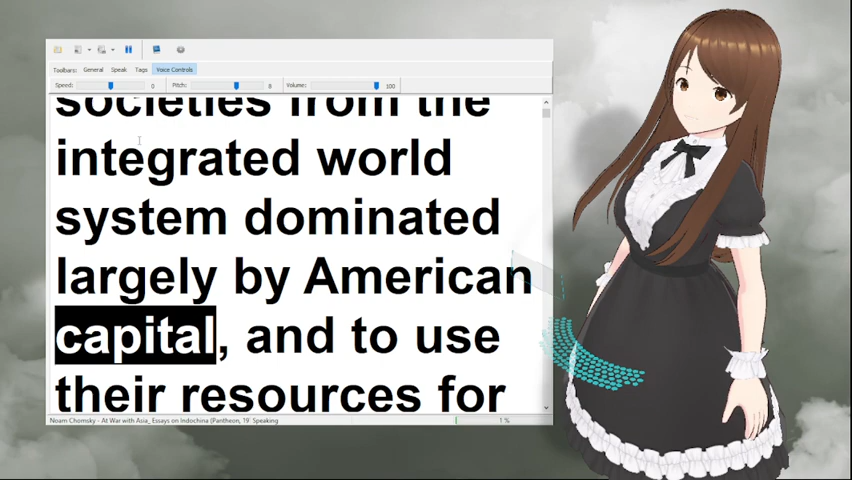 Toolbars: General Speak Tags Voice Controls
Speed: 0 Pitch: 8 Volume: 100
societies from the
integrated world
system dominated
largely by American
capital, and to use
their resources for
Noam Chomsky - At War with Asia_ Essays on Indochina (Pantheon, 19 Speaking 1 %